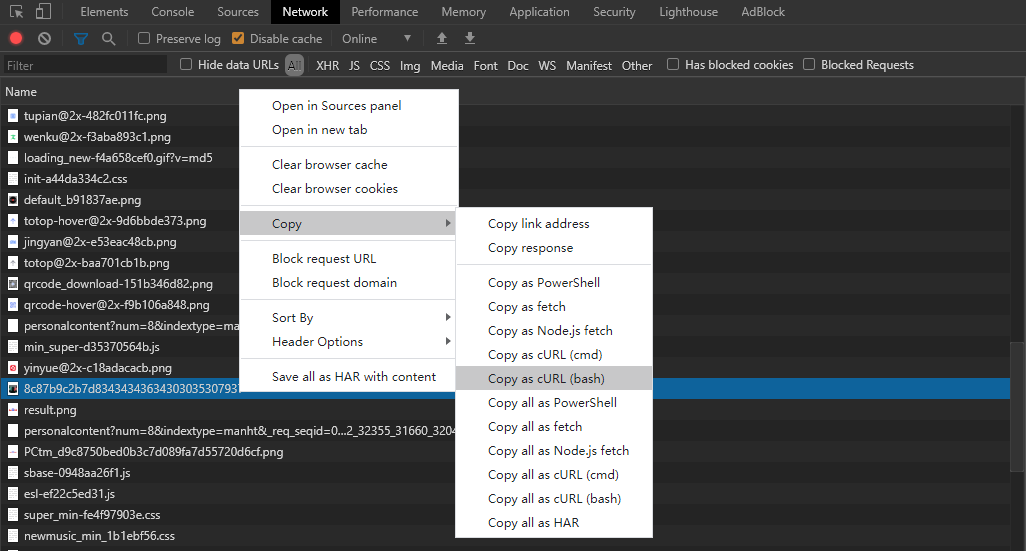 Elements Console Sources Network Performance Memory Application Security Lighthouse AdBlock
Preserve log Disable cache Online
Filter Hide data URLs All XHR JS CSS Img Media Font Doc WS Manifest Other Has blocked cookies Blocked Requests
Name
tupian@2x-482fc011fc.png
wenku@2x-f3aba893c1.png
loading_new-f4a658cef0.gif?v=md5
init-a44da334c2.css
default_b91837ae.png
totop-hover@2x-9d6bbde373.png
jingyan@2x-e53eac48cb.png
totop@2x-baa701cb1b.png
qrcode_download-151b346d82.png
qrcode-hover@2x-f9b106a848.png
personalcontent?num=8&indextype=manh
min_super-d35370564b.js
yinyue@2x-c18adacacb.png
8c87b9c2b7d8343434363430303530793
result.png
personalcontent?num=8&indextype=manht&_req_seqid=0...2_32355_31660_3204
PCtm_d9c8750bed0b3c7d089fa7d55720d6cf.png
sbase-0948aa26f1.js
esl-ef22c5ed31.js
super_min-fe4f97903e.css
newmusic_min_1b1ebf56.css
Open in Sources panel
Open in new tab
Clear browser cache
Clear browser cookies
Copy
Block request URL
Block request domain
Sort By
Header Options
Save all as HAR with content
Copy link address
Copy response
Copy as PowerShell
Copy as fetch
Copy as Node.js fetch
Copy as cURL (cmd)
Copy as cURL (bash)
Copy all as PowerShell
Copy all as fetch
Copy all as Node.js fetch
Copy all as cURL (cmd)
Copy all as cURL (bash)
Copy all as HAR